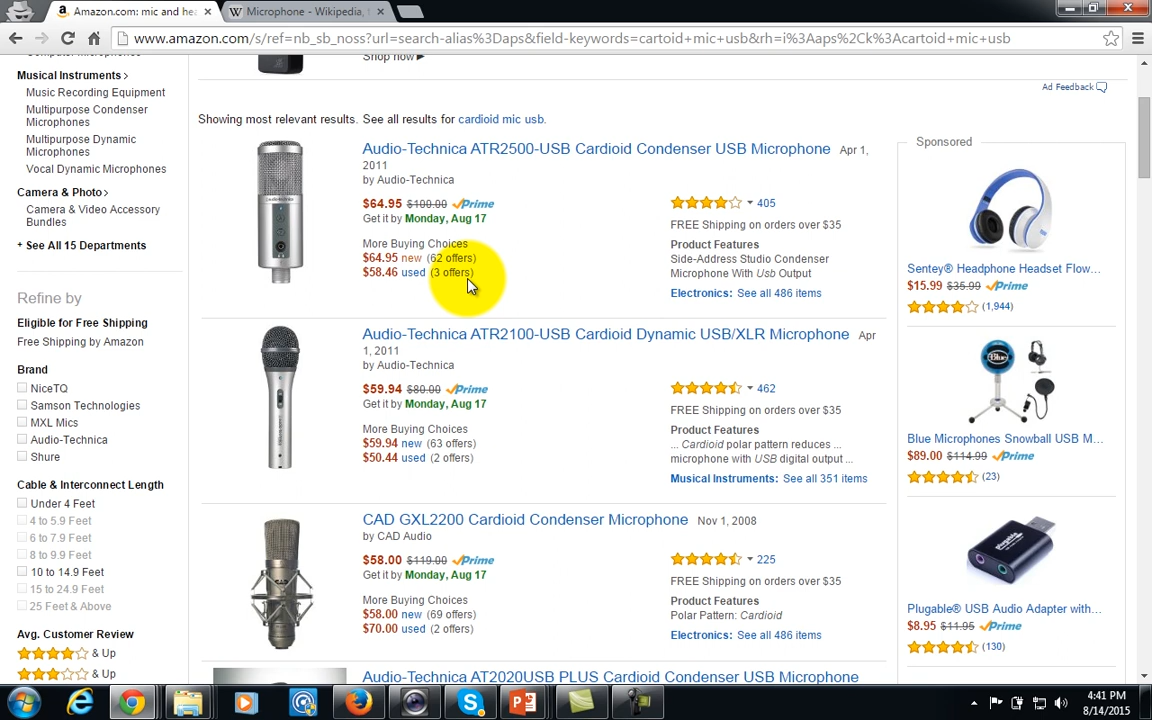 Amazon.com: mic and hea
Microphone - Wikipedia, t
www.amazon.com/s/ref=nb_sb_noss?url=search-alias%3Daps&field-keywords=cartoid+mic+usb&rh=i%3Aaps%2Ck%3Acartoid+mic+usb
Shop now
Ad Feedback
Musical Instruments
Music Recording Equipment
Multipurpose Condenser
Microphones
Multipurpose Dynamic
Microphones
Vocal Dynamic Microphones
Camera & Photo
Camera & Video Accessory
Bundles
+ See All 15 Departments
Refine by
Eligible for Free Shipping
Free Shipping by Amazon
Brand
NiceTQ
Samson Technologies
MXL Mics
Audio-Technica
Shure
Cable & Interconnect Length
Under 4 Feet
4 to 5.9 Feet
6 to 7.9 Feet
8 to 9.9 Feet
10 to 14.9 Feet
15 to 24.9 Feet
25 Feet & Above
Avg. Customer Review
& Up
& Up
Showing most relevant results. See all results for cardioid mic usb.
Audio-Technica ATR2500-USB Cardioid Condenser USB Microphone Apr 1,
2011
by Audio-Technica
$64.95 $100.00 Prime
Get it by Monday, Aug 17
More Buying Choices
$64.95 new (62 offers)
$58.46 used (3 offers)
405
FREE Shipping on orders over $35
Product Features
Side-Address Studio Condenser
Microphone With Usb Output
Electronics: See all 486 items
Audio-Technica ATR2100-USB Cardioid Dynamic USB/XLR Microphone Apr
1, 2011
by Audio-Technica
$59.94 $80.00 Prime
Get it by Monday, Aug 17
More Buying Choices
$59.94 new (63 offers)
$50.44 used (2 offers)
462
FREE Shipping on orders over $35
Product Features
... Cardioid polar pattern reduces ...
microphone with USB digital output ...
Musical Instruments: See all 351 items
CAD GXL2200 Cardioid Condenser Microphone Nov 1, 2008
by CAD Audio
$58.00 $119.00 Prime
Get it by Monday, Aug 17
More Buying Choices
$58.00 new (69 offers)
$70.00 used (2 offers)
225
FREE Shipping on orders over $35
Product Features
Polar Pattern: Cardioid
Electronics: See all 486 items
Audio-Technica AT2020USB PLUS Cardioid Condenser USB Microphone
Sponsored
Sentey® Headphone Headset Flow...
$15.99 $35.99 Prime
(1,944)
Blue
Blue Microphones Snowball USB M...
$89.00 $114.99 Prime
(23)
Plugable
Plugable® USB Audio Adapter with...
$8.95 $11.95 Prime
(130)
4:41 PM
8/14/2015